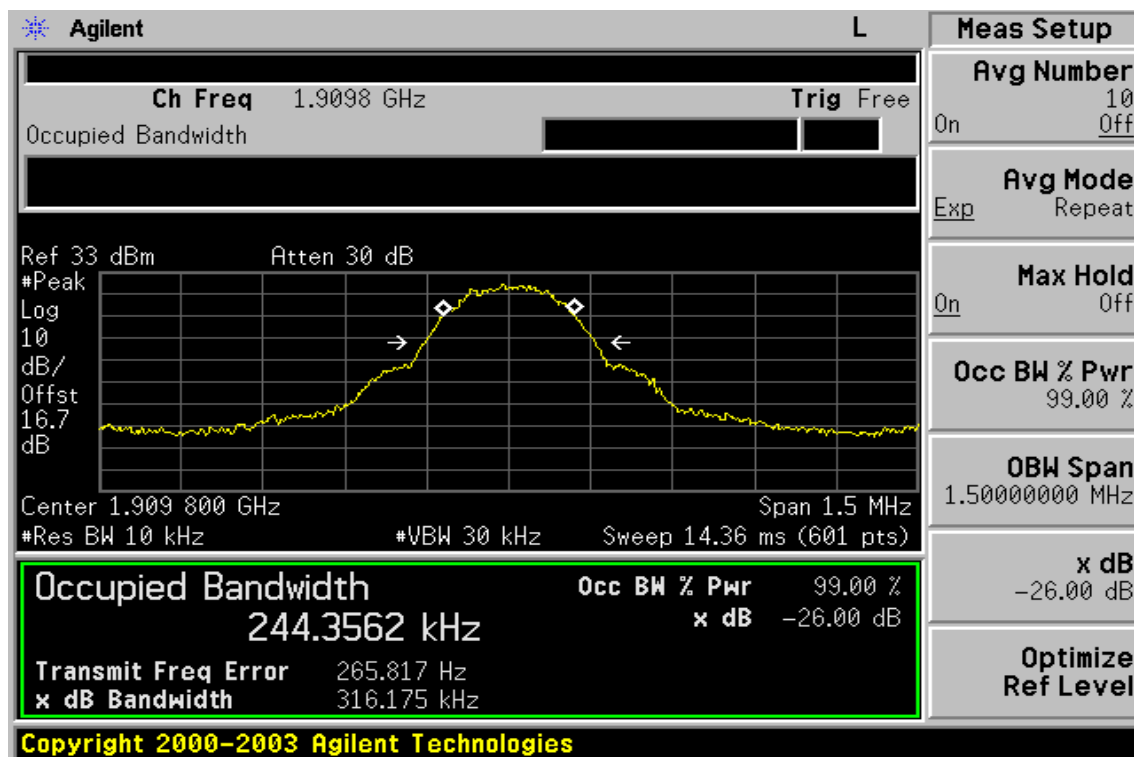 Agilent L Meas Setup
Ch Freq 1.9098 GHz Trig Free
Occupied Bandwidth
Avg Number
10
On Off
Avg Mode
Exp Repeat
Max Hold
On Off
Occ BW % Pwr
99.00 %
OBW Span
1.50000000 MHz
x dB
-26.00 dB
Optimize
Ref Level
Ref 33 dBm Atten 30 dB
#Peak
Log
10
dB/
Offst
16.7
dB
Center 1.909 800 GHz Span 1.5 MHz
#Res BW 10 kHz #VBW 30 kHz Sweep 14.36 ms (601 pts)
Occupied Bandwidth Occ BW % Pwr 99.00 %
244.3562 kHz x dB -26.00 dB
Transmit Freq Error 265.817 Hz
x dB Bandwidth 316.175 kHz
Copyright 2000-2003 Agilent Technologies